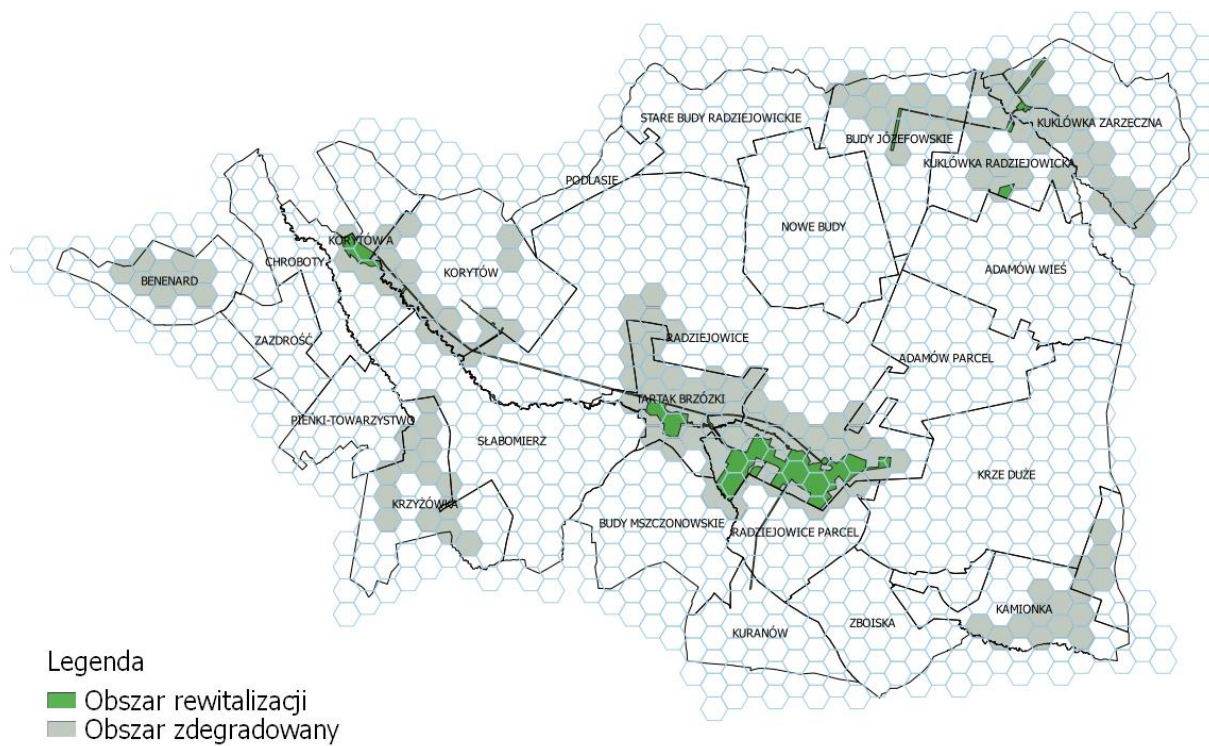 STARE BUDY RADZIEJOWICKIE
KUKLÓWKA ZARZECZNA
BUDY JÓZEFOWSKIE
KUKLÓWKA RADZIEJOWICKA
PODLASIE
NOWE BUDY
KORYTÓW A
CHROBOTY
KORYTÓW
ADAMÓW WIEŚ
BENENARD
ZAZDROŚĆ
RADZIEJOWICE
ADAMÓW PARCEL
TARTAK BRZÓZKI
PIEŃKI-TOWARZYSTWO
SŁABOMIERZ
KRZE DUŻE
KRZYŻÓWKA
BUDY MSZCZONOWSKIE
RADZIEJOWICE PARCEL
KAMIONKA
KURANÓW
ZBOISKA
Legenda
Obszar rewitalizacji
Obszar zdegradowany